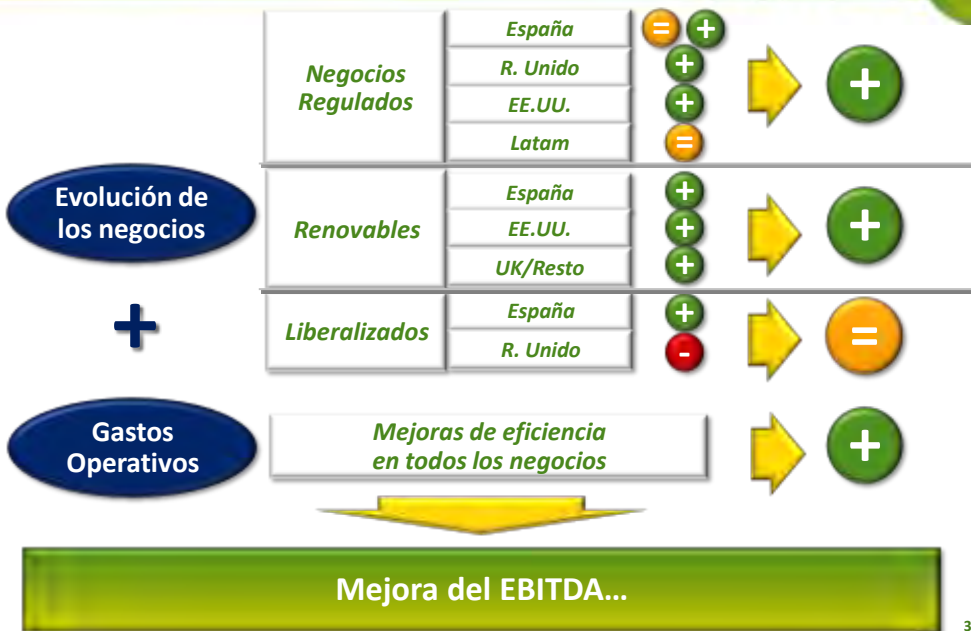 España = +
Negocios
Regulados
R. Unido +
EE.UU. +
Latam =
+
Evolución de
los negocios
Renovables
España +
EE.UU. +
UK/Resto +
+
+
Liberalizados
España +
R. Unido -
=
Gastos
Operativos
Mejoras de eficiencia
en todos los negocios
+
Mejora del EBITDA...
3